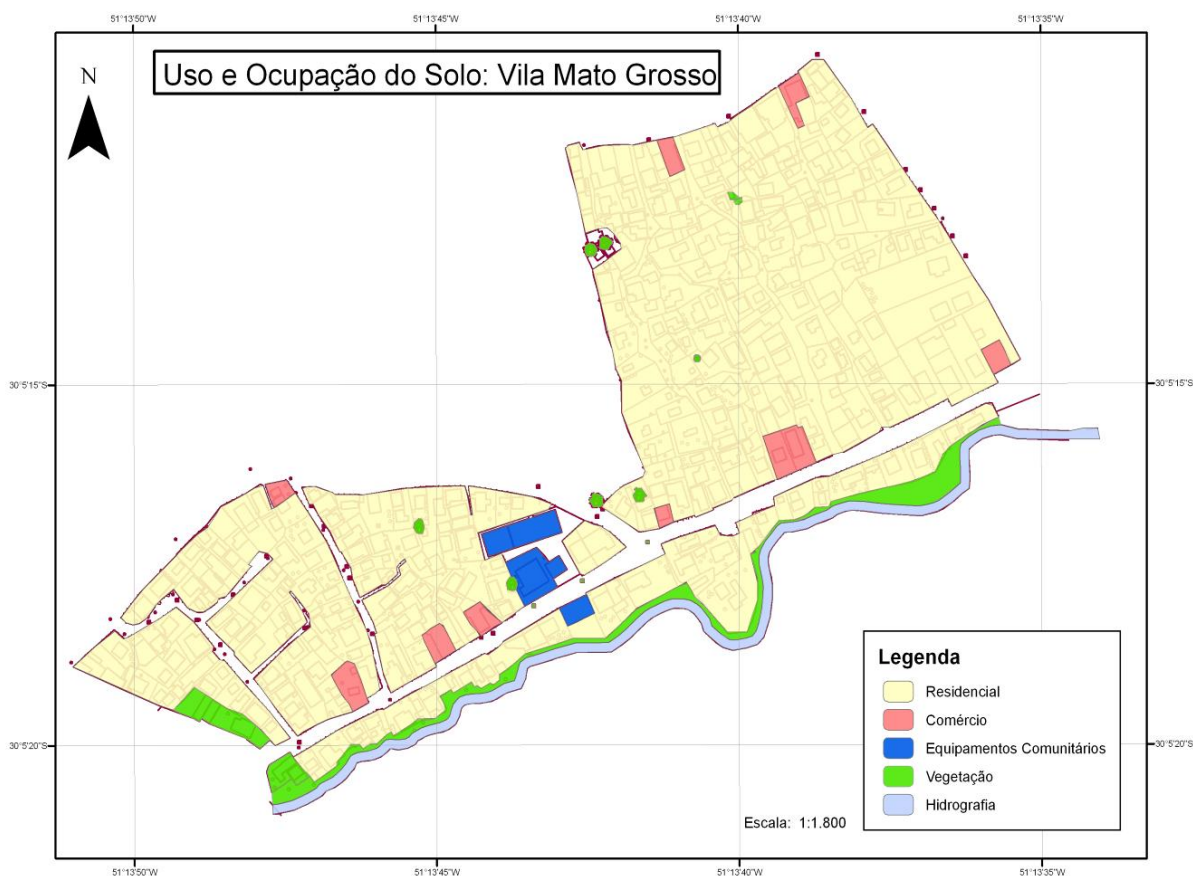 51°13'50"W 51°13'45"W 51°13'40"W 51°13'35"W
N
Uso e Ocupação do Solo: Vila Mato Grosso
30°5'15"S 30°5'15"S
30°5'20"S 30°5'20"S
Legenda
Residencial
Comércio
Equipamentos Comunitários
Vegetação
Hidrografia
Escala: 1:1.800
51°13'50"W 51°13'45"W 51°13'40"W 51°13'35"W